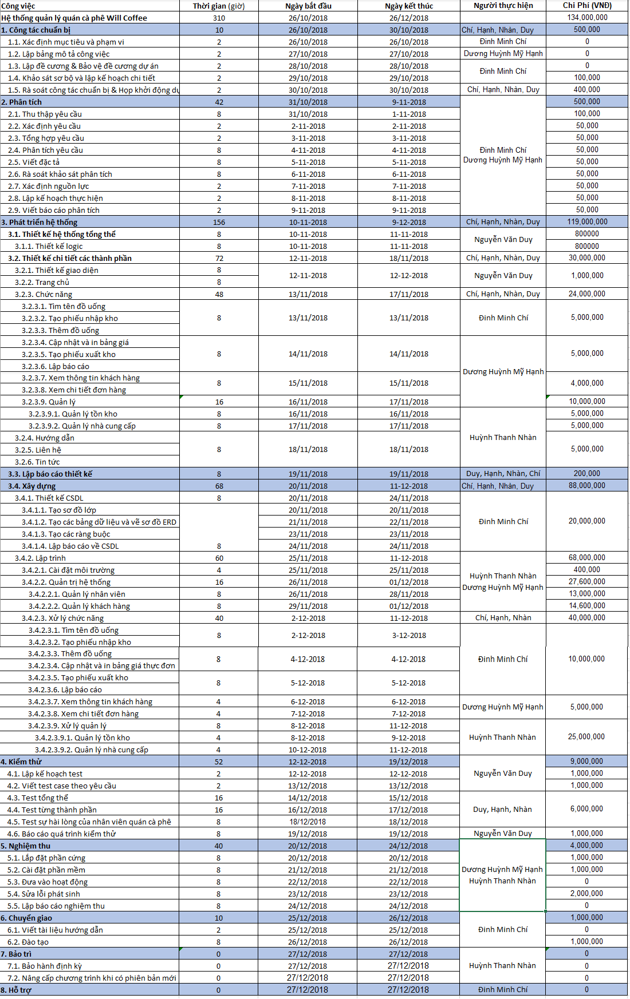 Công việc Thời gian (giờ) Ngày bắt đầu Ngày kết thúc Người thực hiện Chi Phí (VNĐ)
Hệ thống quản lý quán cà phê Will Coffee 310 26/10/2018 26/12/2018 134,000,000
1. Công tác chuẩn bị 10 26/10/2018 30/10/2018 Chí, Hạnh, Nhàn, Duy 500,000
1.1. Xác định mục tiêu và phạm vi 2 26/10/2018 26/10/2018 Đinh Minh Chí 0
1.2. Lập bảng mô tả công việc 2 27/10/2018 27/10/2018 Dương Huỳnh Mỹ Hạnh 0
1.3. Lập đề cương & Bảo vệ đề cương dự án 2 28/10/2018 28/10/2018 Đinh Minh Chí 0
1.4. Khảo sát sơ bộ và lập kế hoạch chi tiết 2 29/10/2018 29/10/2018 100,000
1.5. Rà soát công tác chuẩn bị & Họp khởi động dự 2 30/10/2018 30/10/2018 Chí, Hạnh, Nhàn, Duy 400,000
2. Phân tích 42 31/10/2018 9-11-2018 500,000
2.1. Thu thập yêu cầu 8 31/10/2018 1-11-2018 100,000
2.2. Xác định yêu cầu 2 2-11-2018 2-11-2018 50,000
2.3. Tổng hợp yêu cầu 2 3-11-2018 3-11-2018 50,000
2.4. Phân tích yêu cầu 8 4-11-2018 4-11-2018 Đinh Minh Chí 50,000
2.5. Viết đặc tả 8 5-11-2018 5-11-2018 Dương Huỳnh Mỹ Hạnh 50,000
2.6. Rà soát khảo sát phân tích 8 6-11-2018 6-11-2018 50,000
2.7. Xác định nguồn lực 2 7-11-2018 7-11-2018 50,000
2.8. Lập kế hoạch thực hiện 2 8-11-2018 8-11-2018 50,000
2.9. Viết báo cáo phân tích 2 9-11-2018 9-11-2018 50,000
3. Phát triển hệ thống 156 10-11-2018 9-12-2018 Chí, Hạnh, Nhàn, Duy 119,000,000
3.1. Thiết kế hệ thống tổng thể 8 10-11-2018 11-11-2018 Nguyễn Văn Duy 800000
3.1.1. Thiết kế logic 8 10-11-2018 11-11-2018 800000
3.2. Thiết kế chi tiết các thành phần 72 12-11-2018 18/11/2018 Chí, Hạnh, Nhàn, Duy 30,000,000
3.2.1. Thiết kế giao diện 8 12-11-2018 12-12-2018 Nguyễn Văn Duy 1,000,000
3.2.2. Trang chủ 8
3.2.3. Chức năng 48 13/11/2018 17/11/2018 Chí, Hạnh, Nhàn, Duy 24,000,000
3.2.3.1. Tìm tên đồ uống
3.2.3.2. Tạo phiếu nhập kho 8 13/11/2018 13/11/2018 Đinh Minh Chí 5,000,000
3.2.3.3. Thêm đồ uống
3.2.3.4. Cập nhật và in bảng giá
3.2.3.5. Tạo phiếu xuất kho 8 14/11/2018 14/11/2018 5,000,000
3.2.3.6. Lập báo cáo Dương Huỳnh Mỹ Hạnh
3.2.3.7. Xem thông tin khách hàng 8 15/11/2018 15/11/2018 4,000,000
3.2.3.8. Xem chi tiết đơn hàng
3.2.3.9. Quản lý 16 16/11/2018 17/11/2018 10,000,000
3.2.3.9.1. Quản lý tồn kho 8 16/11/2018 16/11/2018 5,000,000
3.2.3.9.2. Quản lý nhà cung cấp 8 17/11/2018 17/11/2018 5,000,000
3.2.4. Hướng dẫn Huỳnh Thanh Nhàn
3.2.5. Liên hệ 8 18/11/2018 18/11/2018 5,000,000
3.2.6. Tin tức
3.3. Lập báo cáo thiết kế 8 19/11/2018 19/11/2018 Duy, Hạnh, Nhàn, Chí 200,000
3.4. Xây dựng 68 20/11/2018 11-12-2018 Chí, Hạnh, Nhàn, Duy 88,000,000
3.4.1. Thiết kế CSDL 8 20/11/2018 24/11/2018
3.4.1.1. Tạo sơ đồ lớp 20/11/2018 20/11/2018
3.4.1.2. Tạo các bảng dữ liệu và vẽ sơ đồ ERD 21/11/2018 22/11/2018 Đinh Minh Chí 20,000,000
3.4.1.3. Tạo các ràng buộc 23/11/2018 23/11/2018
3.4.1.4. Lập báo cáo về CSDL 8 24/11/2018 24/11/2018
3.4.2. Lập trình 60 25/11/2018 11-12-2018 68,000,000
3.4.2.1. Cài đặt môi trường 4 25/11/2018 25/11/2018 Huỳnh Thanh Nhàn 400,000
3.4.2.2. Quản trị hệ thống 16 26/11/2018 01/12/2018 Dương Huỳnh Mỹ Hạnh 27,600,000
3.4.2.2.1. Quản lý nhân viên 8 26/11/2018 28/11/2018 13,000,000
3.4.2.2.2. Quản lý khách hàng 8 29/11/2018 01/12/2018 14,600,000
3.4.2.3. Xử lý chức năng 40 2-12-2018 11-12-2018 Chí, Hạnh, Nhàn 40,000,000
3.4.2.3.1. Tìm tên đồ uống 8 2-12-2018 3-12-2018
3.4.2.3.2. Tạo phiếu nhập kho
3.4.2.3.3. Thêm đồ uống 8 4-12-2018 4-12-2018 Đinh Minh Chí 10,000,000
3.4.2.3.4. Cập nhật và in bảng giá thực đơn
3.4.2.3.5. Tạo phiếu xuất kho 8 5-12-2018 5-12-2018
3.4.2.3.6. Lập báo cáo
3.4.2.3.7. Xem thông tin khách hàng 4 6-12-2018 6-12-2018 Dương Huỳnh Mỹ Hạnh 5,000,000
3.4.2.3.8. Xem chi tiết đơn hàng 4 7-12-2018 7-12-2018
3.4.2.3.9. Xử lý quản lý 8 8-12-2018 11-12-2018
3.4.2.3.9.1. Quản lý tồn kho 4 8-12-2018 9-12-2018 Huỳnh Thanh Nhàn 25,000,000
3.4.2.3.9.2. Quản lý nhà cung cấp 4 10-12-2018 11-12-2018
4. Kiểm thử 52 12-12-2018 19/12/2018 9,000,000
4.1. Lập kế hoạch test 2 12-12-2018 12-12-2018 Nguyễn Văn Duy 1,000,000
4.2. Viết test case theo yêu cầu 2 13/12/2018 13/12/2018 1,000,000
4.3. Test tổng thể 16 14/12/2018 15/12/2018
4.4. Test từng thành phần 16 16/12/2018 17/12/2018 Duy, Hạnh, Nhàn 6,000,000
4.5. Test sự hài lòng của nhân viên quán cà phê 8 18/12/2018 18/12/2018
4.6. Báo cáo quá trình kiểm thử 8 19/12/2018 19/12/2018 Nguyễn Văn Duy 1,000,000
5. Nghiệm thu 40 20/12/2018 24/12/2018 4,000,000
5.1. Lắp đặt phần cứng 8 20/12/2018 20/12/2018 1,000,000
5.2. Cài đặt phần mềm 8 21/12/2018 21/12/2018 Dương Huỳnh Mỹ Hạnh 1,000,000
5.3. Đưa vào hoạt động 8 22/12/2018 22/12/2018 Huỳnh Thanh Nhàn 0
5.4. Sửa lỗi phát sinh 8 23/12/2018 23/12/2018 2,000,000
5.5. Lập báo cáo nghiệm thu 8 24/12/2018 24/12/2018 0
6. Chuyển giao 10 25/12/2018 26/12/2018 1,000,000
6.1. Viết tài liệu hướng dẫn 2 25/12/2018 25/12/2018 Đinh Minh Chí 0
6.2. Đào tạo 8 26/12/2018 26/12/2018 1,000,000
7. Bảo trì 0 27/12/2018 27/12/2018 0
7.1. Bảo hành định kỳ 0 27/12/2018 27/12/2018 Huỳnh Thanh Nhàn 0
7.2. Nâng cấp chương trình khi có phiên bản mới 0 27/12/2018 27/12/2018 0
8. Hỗ trợ 0 27/12/2018 27/12/2018 Đinh Minh Chí 0